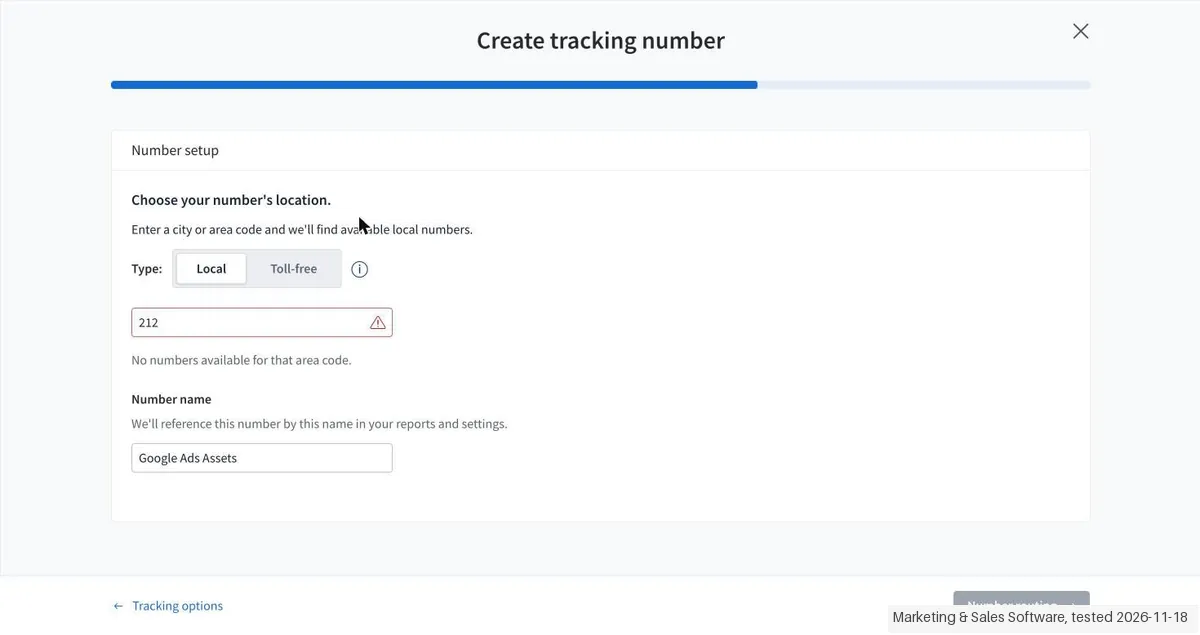 Create tracking number
Number setup
Choose your number's location.
Enter a city or area code and we'll find available local numbers.
Type: Local Toll-free
212
No numbers available for that area code.
Number name
We'll reference this number by this name in your reports and settings.
Google Ads Assets
← Tracking options
Marketing & Sales Software, tested 2026-11-18